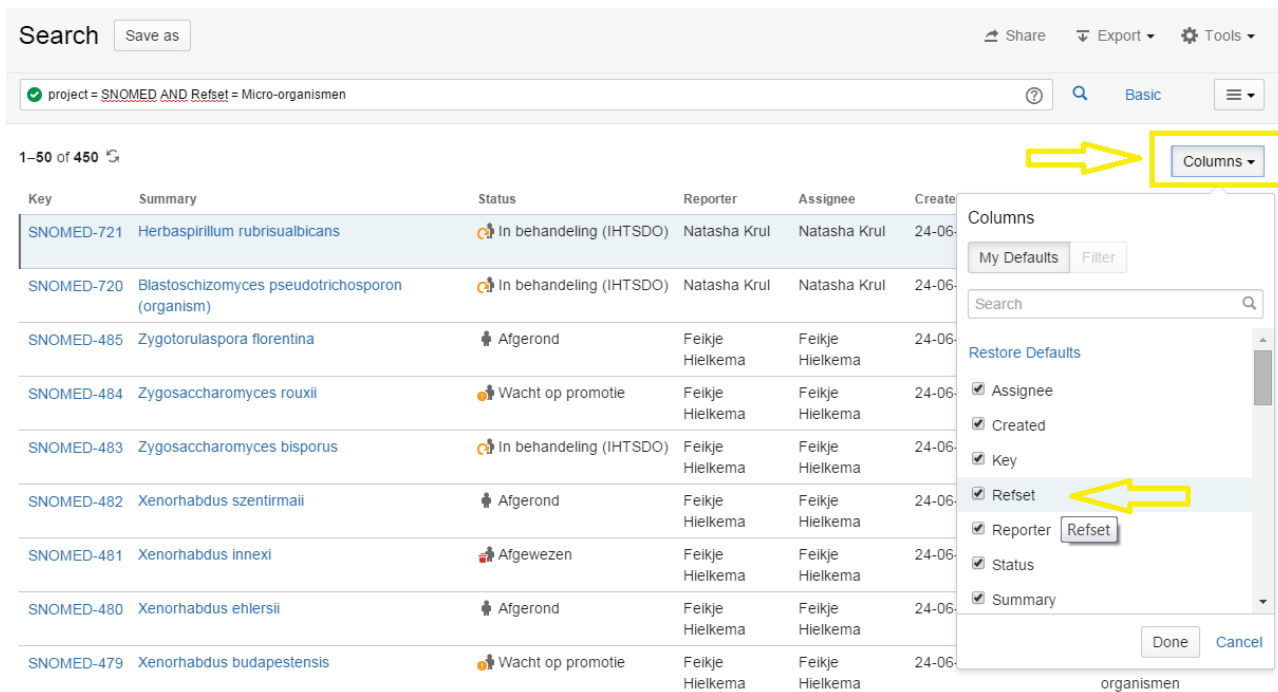 Search Save as Share Export Tools
project = SNOMED AND Refset = Micro-organismen Basic
1–50 of 450 Columns
Key Summary Status Reporter Assignee Create
SNOMED-721 Herbaspirillum rubrisualbicans In behandeling (IHTSDO) Natasha Krul Natasha Krul 24-06-
SNOMED-720 Blastoschizomyces pseudotrichosporon In behandeling (IHTSDO) Natasha Krul Natasha Krul 24-06-
(organism)
SNOMED-485 Zygotorulaspora florentina Afgerond Feikje Feikje 24-06-
Hielkema Hielkema
SNOMED-484 Zygosaccharomyces rouxii Wacht op promotie Feikje Feikje 24-06-
Hielkema Hielkema
SNOMED-483 Zygosaccharomyces bisporus In behandeling (IHTSDO) Feikje Feikje 24-06-
Hielkema Hielkema
SNOMED-482 Xenorhabdus szentirmaii Afgerond Feikje Feikje 24-06-
Hielkema Hielkema
SNOMED-481 Xenorhabdus innexi Afgewezen Feikje Feikje 24-06-
Hielkema Hielkema
SNOMED-480 Xenorhabdus ehlersii Afgerond Feikje Feikje 24-06-
Hielkema Hielkema
SNOMED-479 Xenorhabdus budapestensis Wacht op promotie Feikje Feikje 24-06-
Hielkema Hielkema organismen
Columns
My Defaults Filter
Search
Restore Defaults
Assignee
Created
Key
Refset
Reporter Refset
Status
Summary
Done Cancel